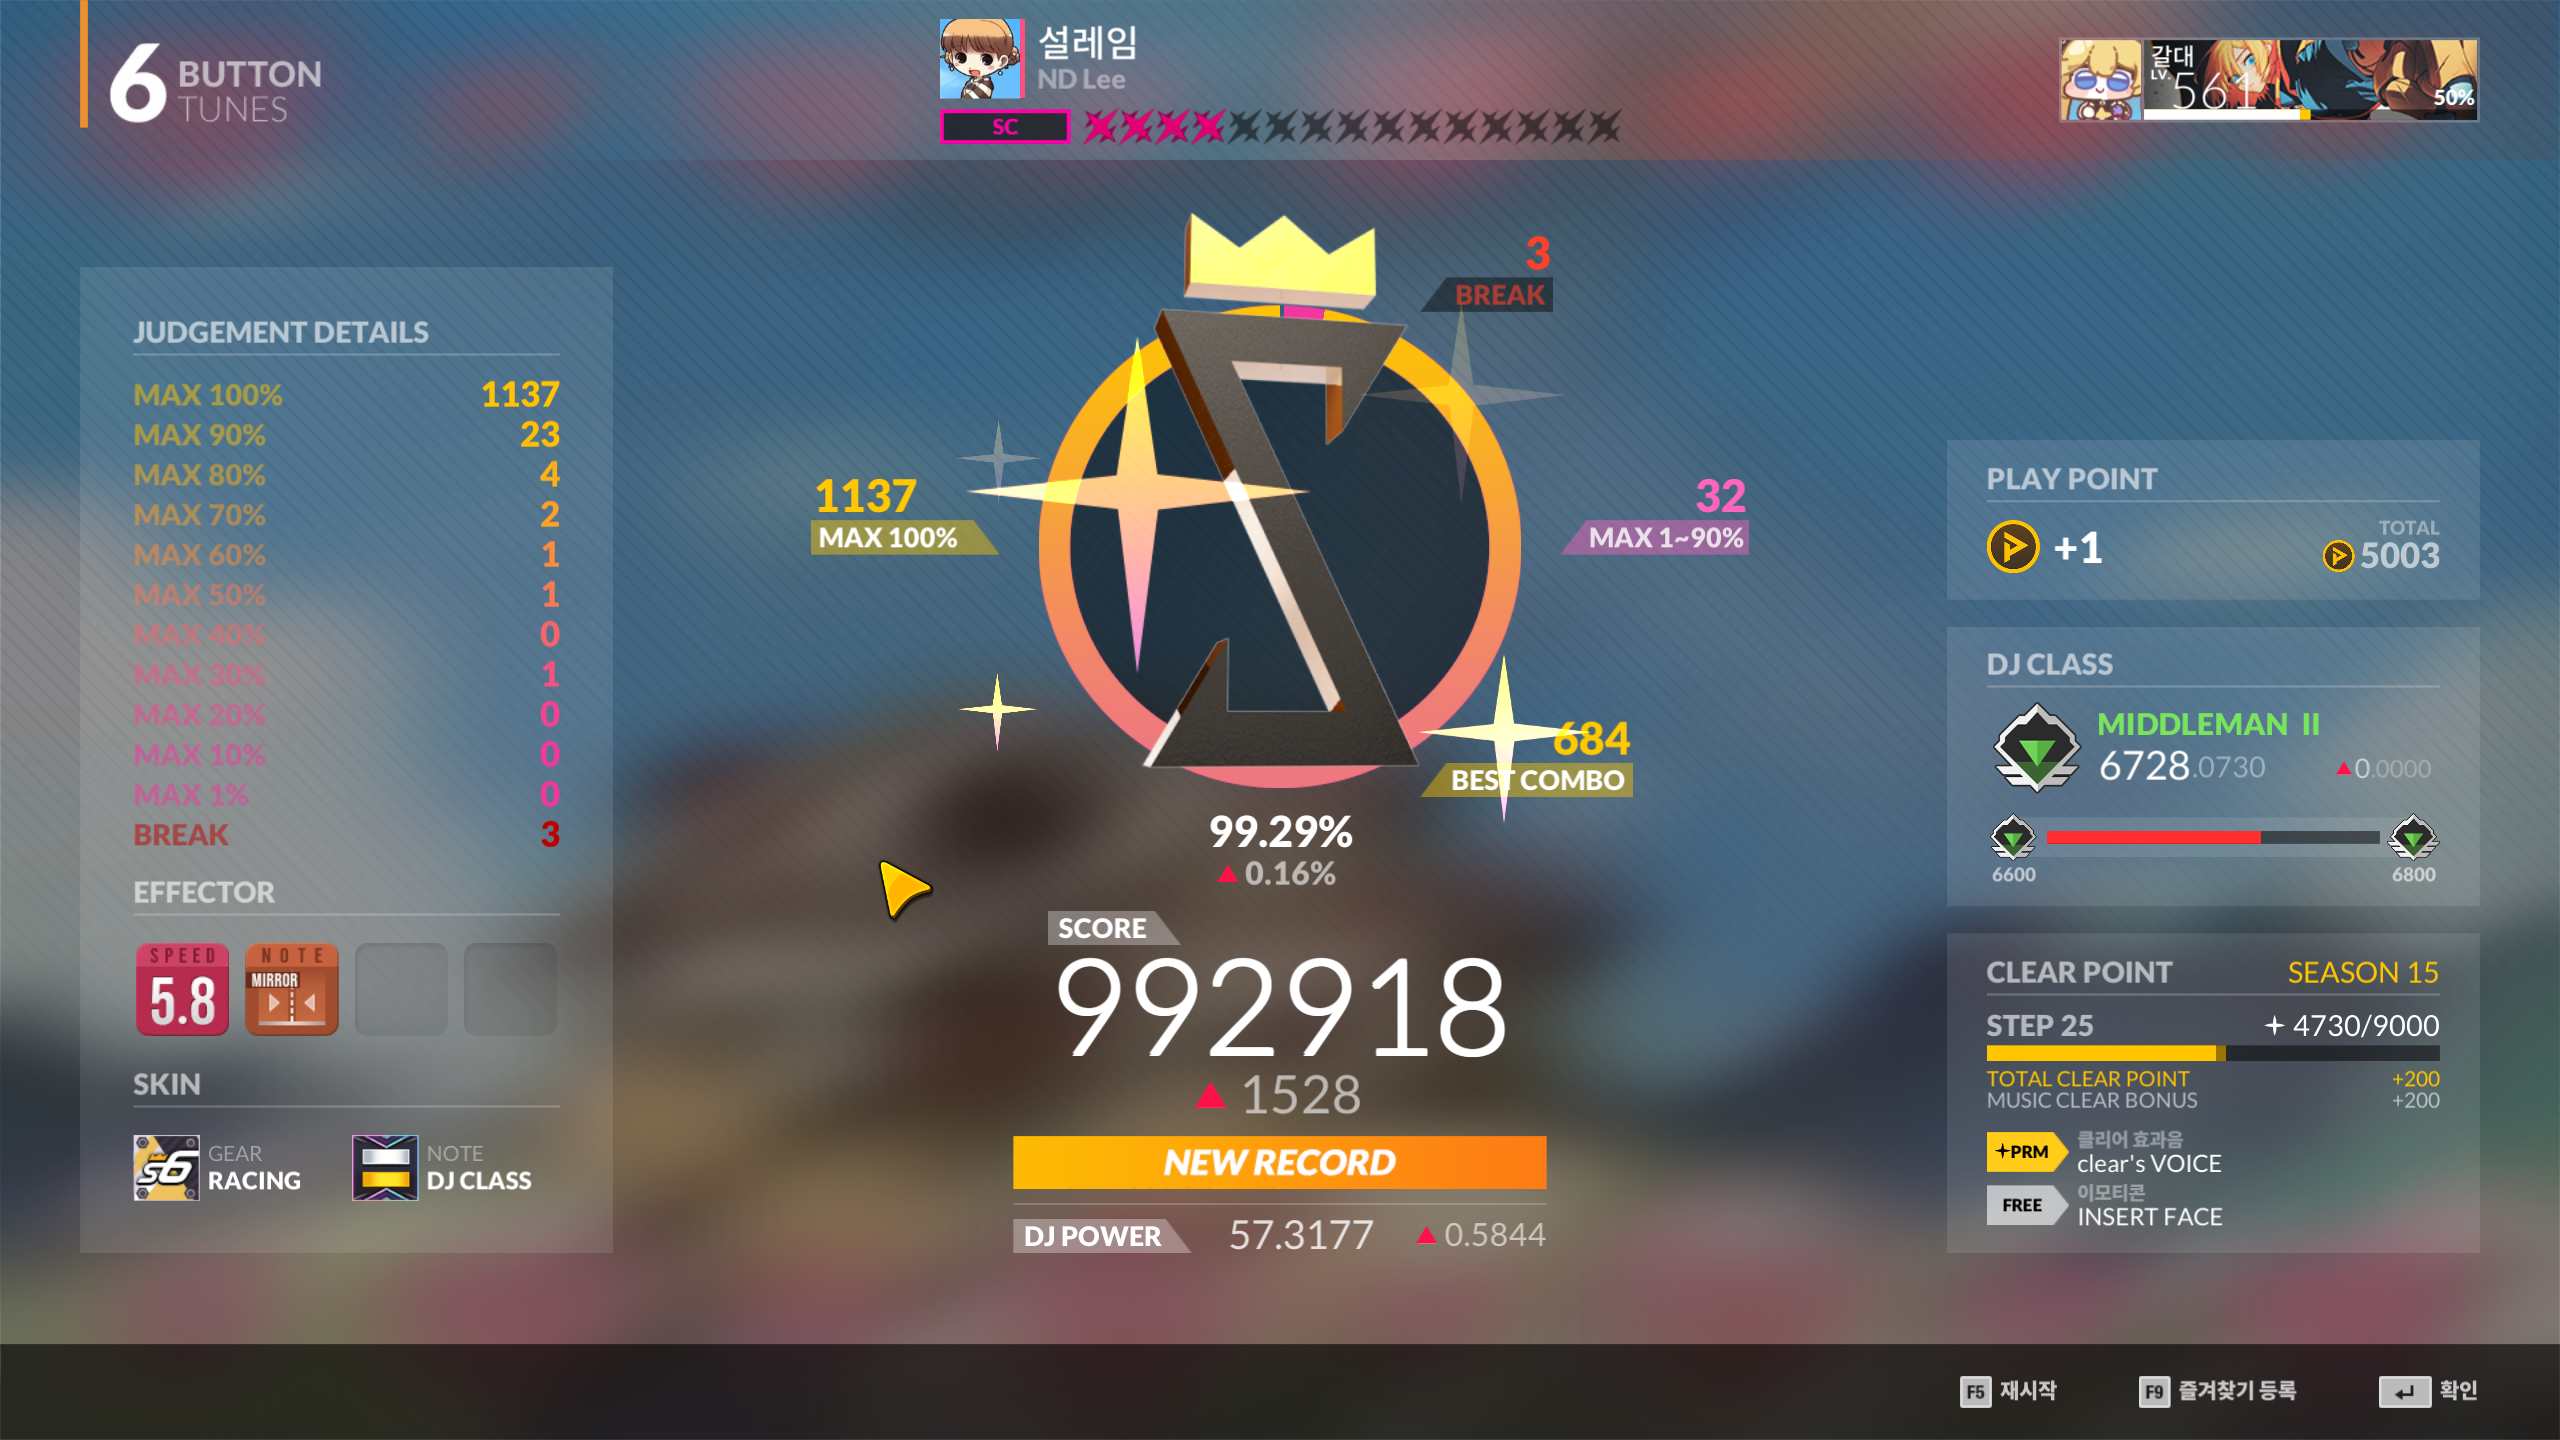 6 BUTTON
TUNES
설레임
ND Lee
SC
갈대
LV. 561
50%
JUDGEMENT DETAILS
MAX 100% 1137
MAX 90% 23
MAX 80% 4
MAX 70% 2
MAX 60% 1
MAX 50% 1
MAX 40% 0
MAX 30% 1
MAX 20% 0
MAX 10% 0
MAX 1% 0
BREAK 3
EFFECTOR
SPEED
5.8
NOTE
MIRROR
SKIN
S6
GEAR
RACING
NOTE
DJ CLASS
3
BREAK
1137
MAX 100%
32
MAX 1~90%
S
684
BEST COMBO
99.29%
▲ 0.16%
SCORE
992918
▲ 1528
NEW RECORD
DJ POWER 57.3177 ▲ 0.5844
PLAY POINT
+1
TOTAL
5003
DJ CLASS
MIDDLEMAN II
6728.0730 ▲0.0000
6600 6800
CLEAR POINT SEASON 15
STEP 25 4730/9000
TOTAL CLEAR POINT +200
MUSIC CLEAR BONUS +200
+PRM
클리어 효과음
clear's VOICE
FREE
이모티콘
INSERT FACE
F5 재시작
F9 즐겨찾기 등록
↵ 확인